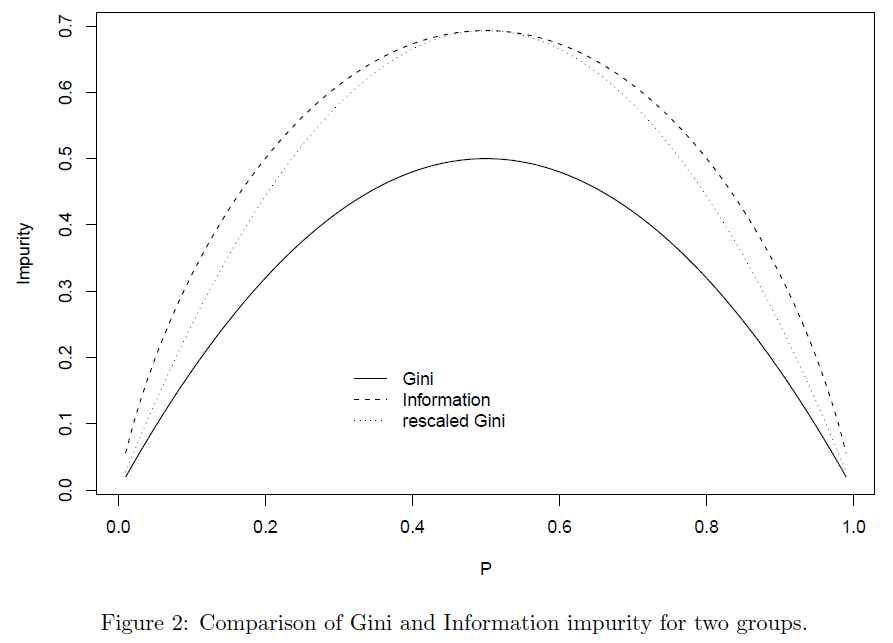 0.7
0.6
0.5
0.4
0.3
0.2
0.1
0.0
Impurity
Gini
Information
rescaled Gini
0.0 0.2 0.4 0.6 0.8 1.0
P
Figure 2: Comparison of Gini and Information impurity for two groups.